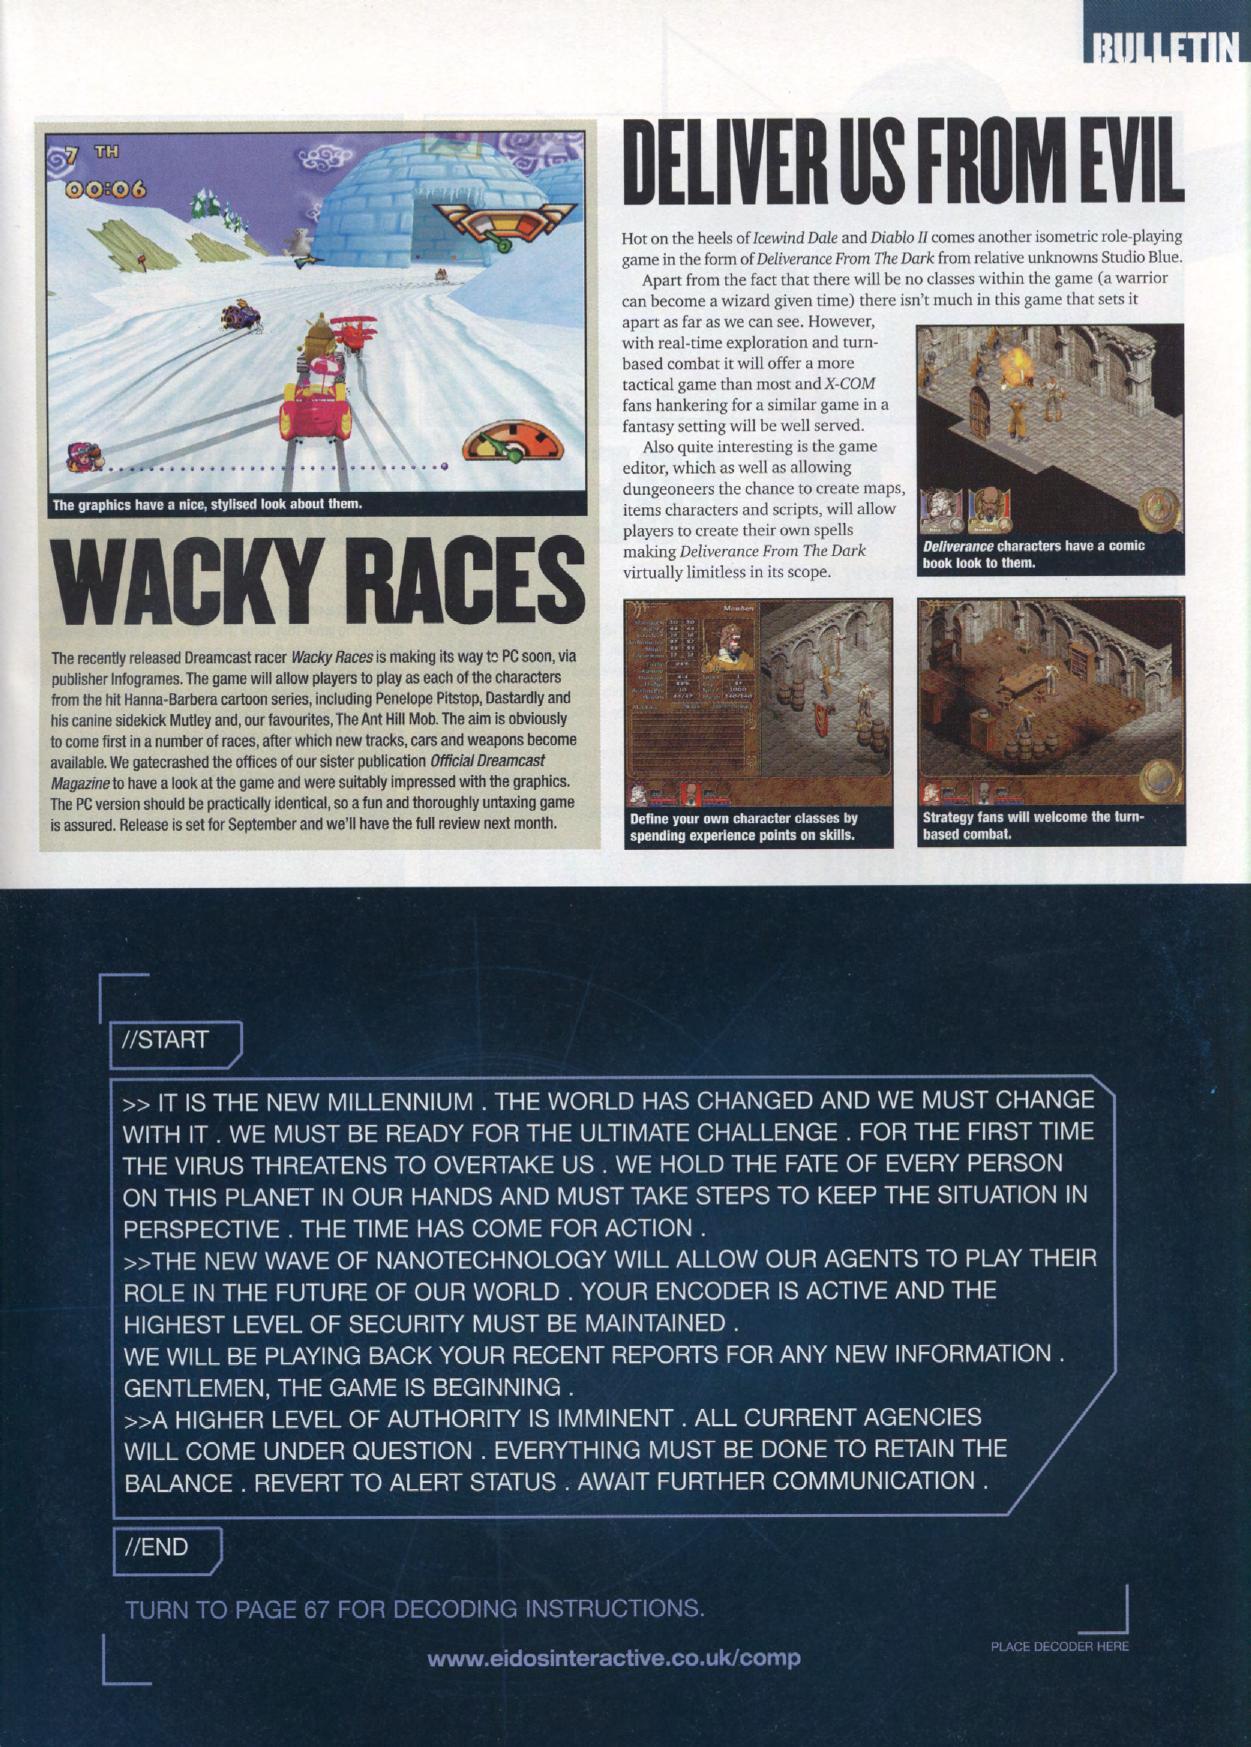 BULLETIN
7 TH
00:06
The graphics have a nice, stylised look about them.
WACKY RACES
The recently released Dreamcast racer Wacky Races is making its way to PC soon, via
publisher Infogrames. The game will allow players to play as each of the characters
from the hit Hanna-Barbera cartoon series, including Penelope Pitstop, Dastardly and
his canine sidekick Mutley and, our favourites, The Ant Hill Mob. The aim is obviously
to come first in a number of races, after which new tracks, cars and weapons become
available. We gatecrashed the offices of our sister publication Official Dreamcast
Magazine to have a look at the game and were suitably impressed with the graphics.
The PC version should be practically identical, so a fun and thoroughly untaxing game
is assured. Release is set for September and we'll have the full review next month.
DELIVER US FROM EVIL
Hot on the heels of Icewind Dale and Diablo II comes another isometric role-playing
game in the form of Deliverance From The Dark from relative unknowns Studio Blue.
Apart from the fact that there will be no classes within the game (a warrior
can become a wizard given time) there isn't much in this game that sets it
apart as far as we can see. However,
with real-time exploration and turn-
based combat it will offer a more
tactical game than most and X-COM
fans hankering for a similar game in a
fantasy setting will be well served.
Also quite interesting is the game
editor, which as well as allowing
dungeoneers the chance to create maps,
items characters and scripts, will allow
players to create their own spells
making Deliverance From The Dark
virtually limitless in its scope.
Deliverance characters have a comic
book look to them.
Define your own character classes by
spending experience points on skills.
Strategy fans will welcome the turn-
based combat.
//START
>> IT IS THE NEW MILLENNIUM . THE WORLD HAS CHANGED AND WE MUST CHANGE
WITH IT . WE MUST BE READY FOR THE ULTIMATE CHALLENGE . FOR THE FIRST TIME
THE VIRUS THREATENS TO OVERTAKE US . WE HOLD THE FATE OF EVERY PERSON
ON THIS PLANET IN OUR HANDS AND MUST TAKE STEPS TO KEEP THE SITUATION IN
PERSPECTIVE . THE TIME HAS COME FOR ACTION .
>>THE NEW WAVE OF NANOTECHNOLOGY WILL ALLOW OUR AGENTS TO PLAY THEIR
ROLE IN THE FUTURE OF OUR WORLD . YOUR ENCODER IS ACTIVE AND THE
HIGHEST LEVEL OF SECURITY MUST BE MAINTAINED .
WE WILL BE PLAYING BACK YOUR RECENT REPORTS FOR ANY NEW INFORMATION .
GENTLEMEN, THE GAME IS BEGINNING .
>>A HIGHER LEVEL OF AUTHORITY IS IMMINENT . ALL CURRENT AGENCIES
WILL COME UNDER QUESTION . EVERYTHING MUST BE DONE TO RETAIN THE
BALANCE . REVERT TO ALERT STATUS . AWAIT FURTHER COMMUNICATION .
//END
TURN TO PAGE 67 FOR DECODING INSTRUCTIONS.
PLACE DECODER HERE
www.eidosinteractive.co.uk/comp